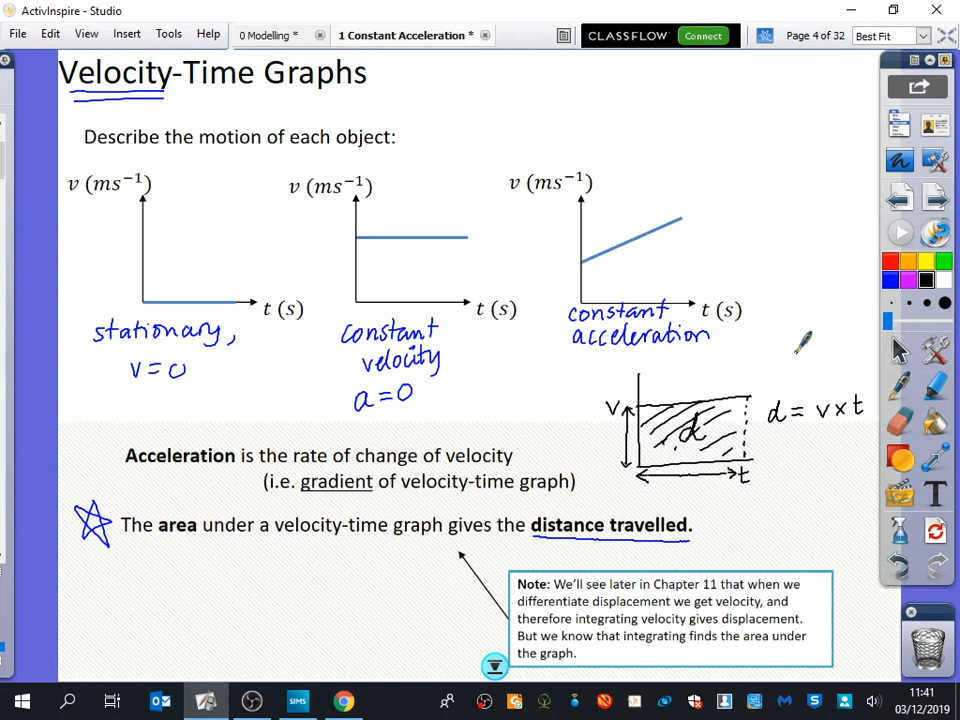 ActivInspire - Studio
File Edit View Insert Tools Help
0 Modelling *
1 Constant Acceleration *
CLASSFLOW Connect
Page 4 of 32
Best Fit
Velocity-Time Graphs
Describe the motion of each object:
v (ms⁻¹)
t (s)
stationary,
v = 0
v (ms⁻¹)
t (s)
constant
velocity
a = 0
v (ms⁻¹)
t (s)
constant
acceleration
v
d
t
d = v × t
Acceleration is the rate of change of velocity
(i.e. gradient of velocity-time graph)
The area under a velocity-time graph gives the distance travelled.
Note: We'll see later in Chapter 11 that when we
differentiate displacement we get velocity, and
therefore integrating velocity gives displacement.
But we know that integrating finds the area under
the graph.
SIMS
11:41
03/12/2019